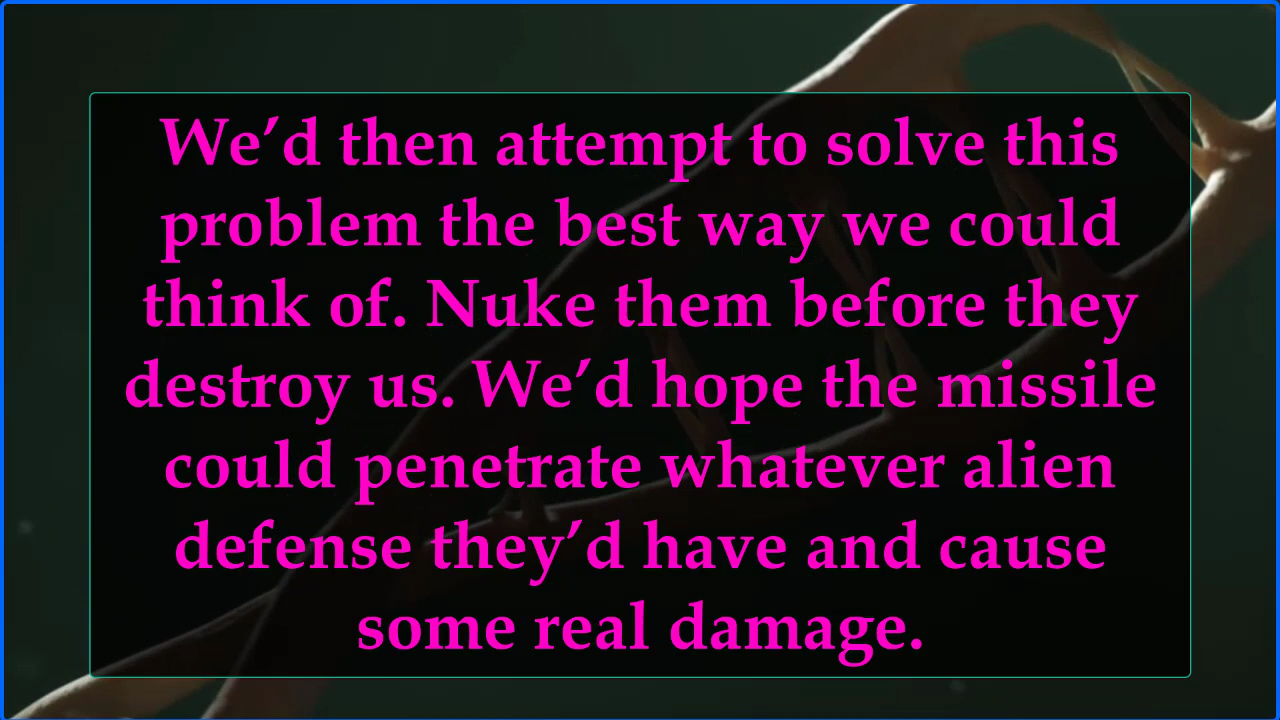 We’d then attempt to solve this
problem the best way we could
think of. Nuke them before they
destroy us. We’d hope the missile
could penetrate whatever alien
defense they’d have and cause
some real damage.